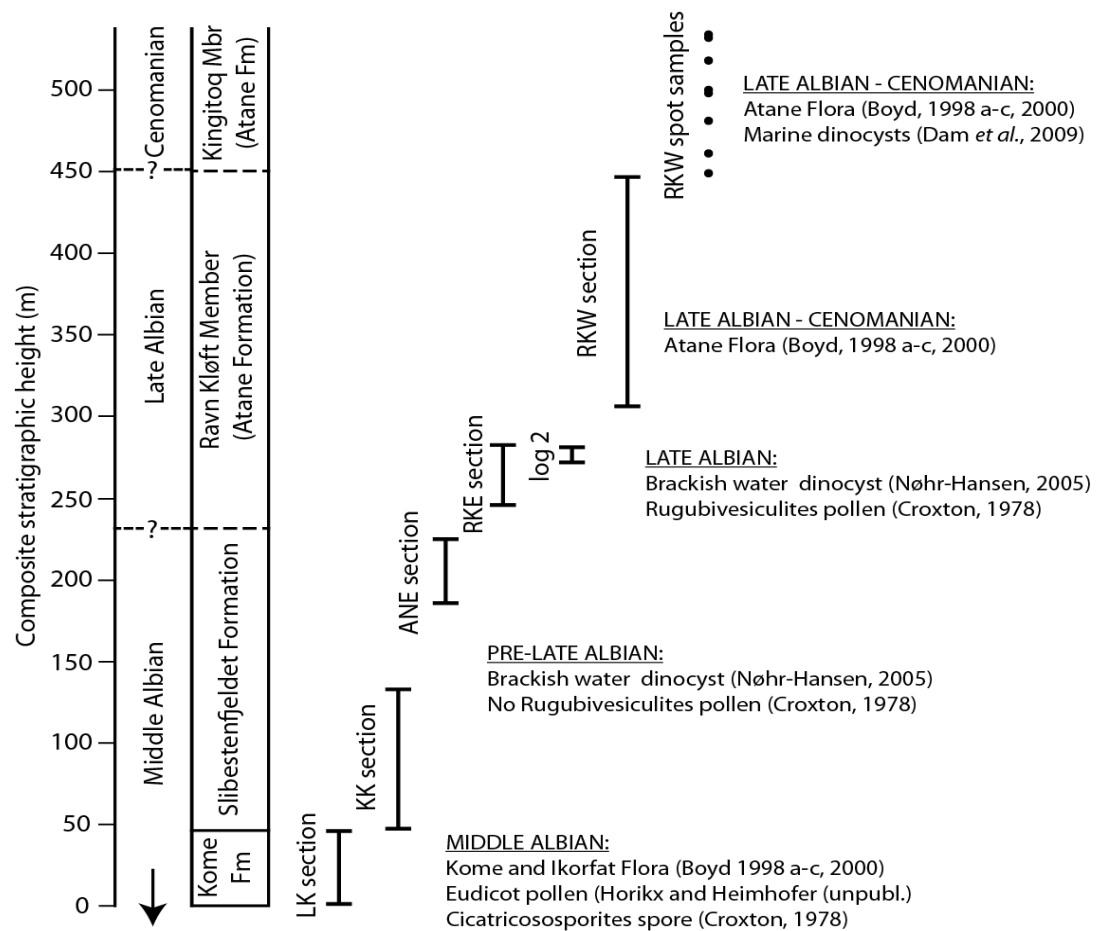 Composite stratigraphic height (m)
500
450
400
350
300
250
200
150
100
50
0
Cenomanian
?
Late Albian
?
Middle Albian
Kingitoq Mbr
(Atane Fm)
Ravn Kløft Member
(Atane Formation)
Slibestenfjeldet Formation
Kome
Fm
LK section
KK section
ANE section
RKE section
log 2
RKW section
RKW spot samples
LATE ALBIAN - CENOMANIAN:
Atane Flora (Boyd, 1998 a-c, 2000)
Marine dinocysts (Dam et al., 2009)
LATE ALBIAN - CENOMANIAN:
Atane Flora (Boyd, 1998 a-c, 2000)
LATE ALBIAN:
Brackish water dinocyst (Nøhr-Hansen, 2005)
Rugubivesiculites pollen (Croxton, 1978)
PRE-LATE ALBIAN:
Brackish water dinocyst (Nøhr-Hansen, 2005)
No Rugubivesiculites pollen (Croxton, 1978)
MIDDLE ALBIAN:
Kome and Ikorfat Flora (Boyd 1998 a-c, 2000)
Eudicot pollen (Horikx and Heimhofer (unpubl.)
Cicatricososporites spore (Croxton, 1978)